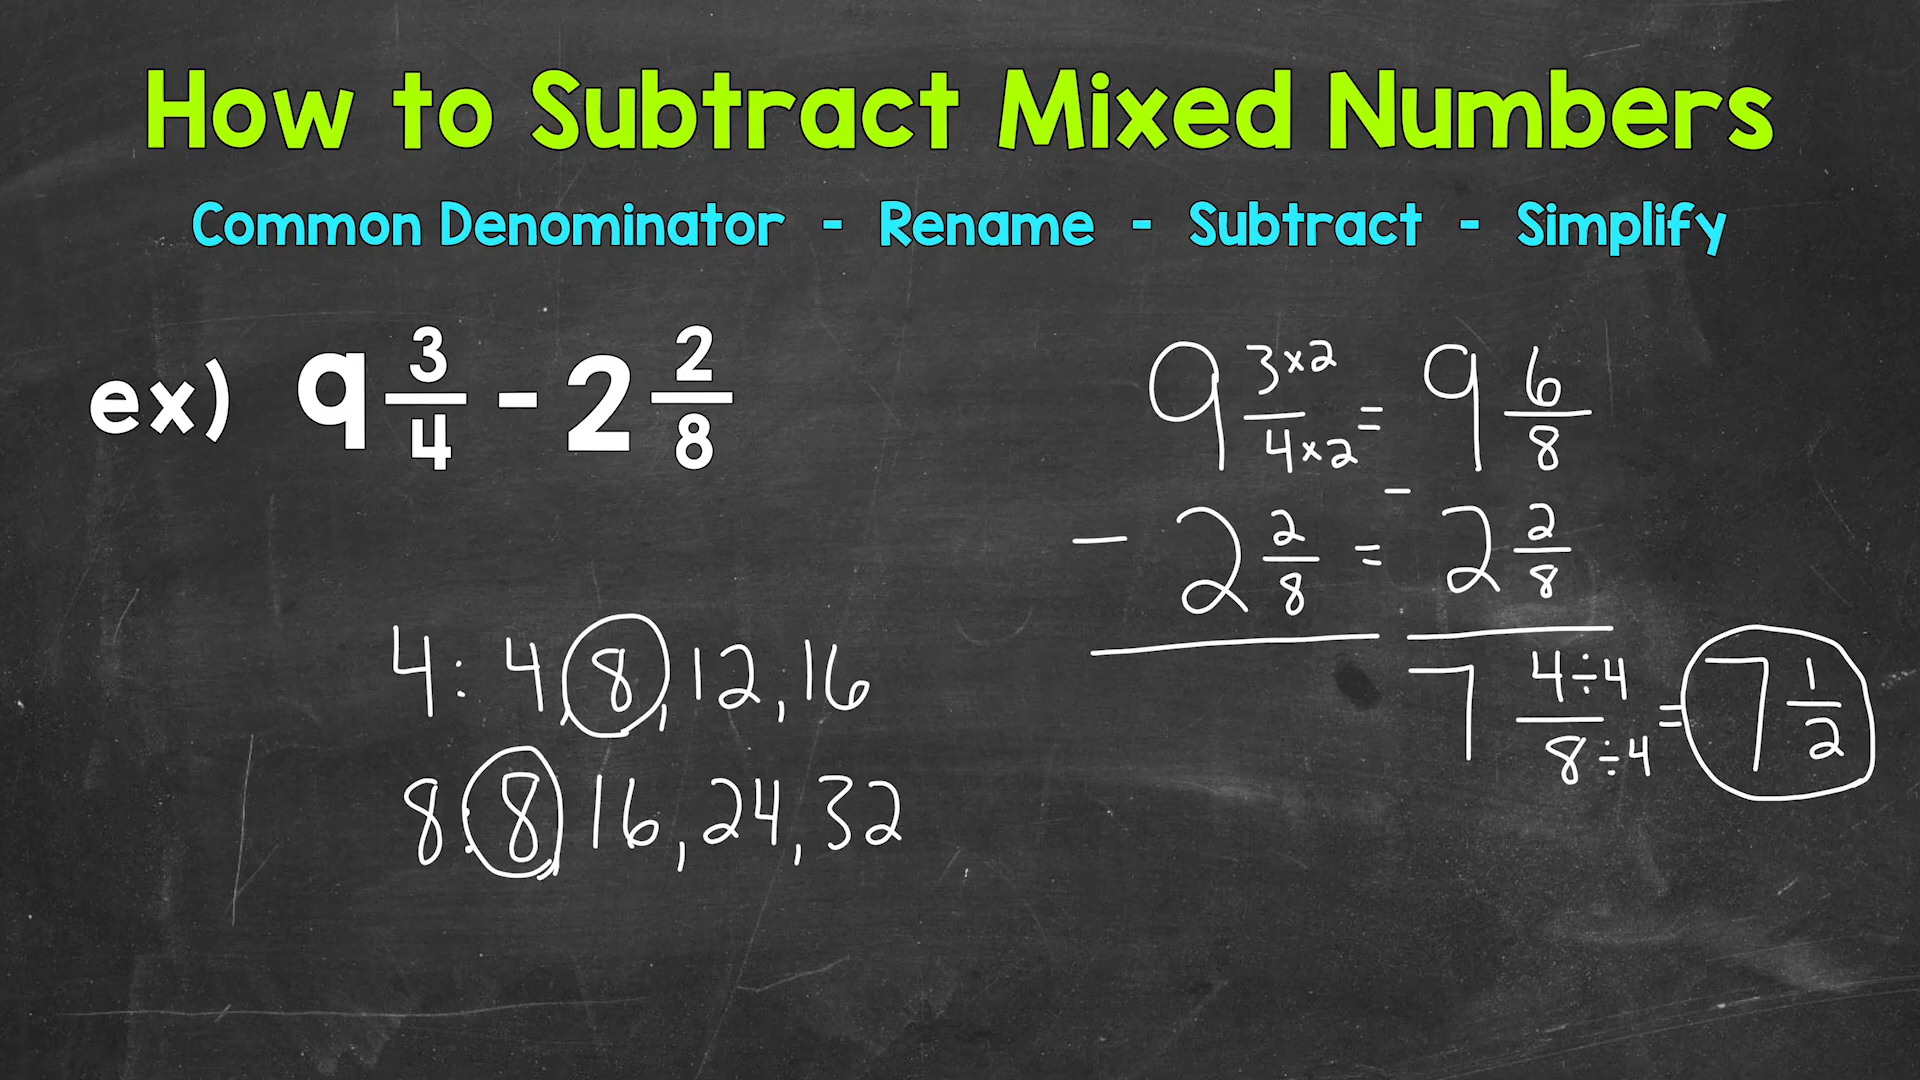 How to Subtract Mixed Numbers
Common Denominator - Rename - Subtract - Simplify
ex) 9 3/4 - 2 2/8
4: 4, 8, 12, 16
8: 8, 16, 24, 32
9 3×2/4×2 = 9 6/8
- 2 2/8 = - 2 2/8
7 4÷4/8÷4 = 7 1/2